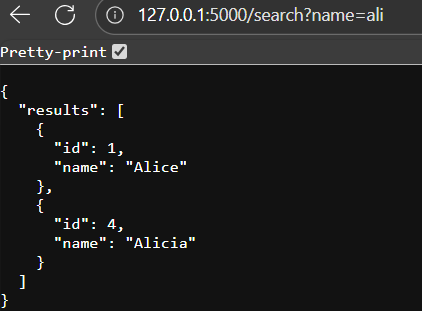 127.0.0.1:5000/search?name=ali
Pretty-print
{
  "results": [
    {
      "id": 1,
      "name": "Alice"
    },
    {
      "id": 4,
      "name": "Alicia"
    }
  ]
}